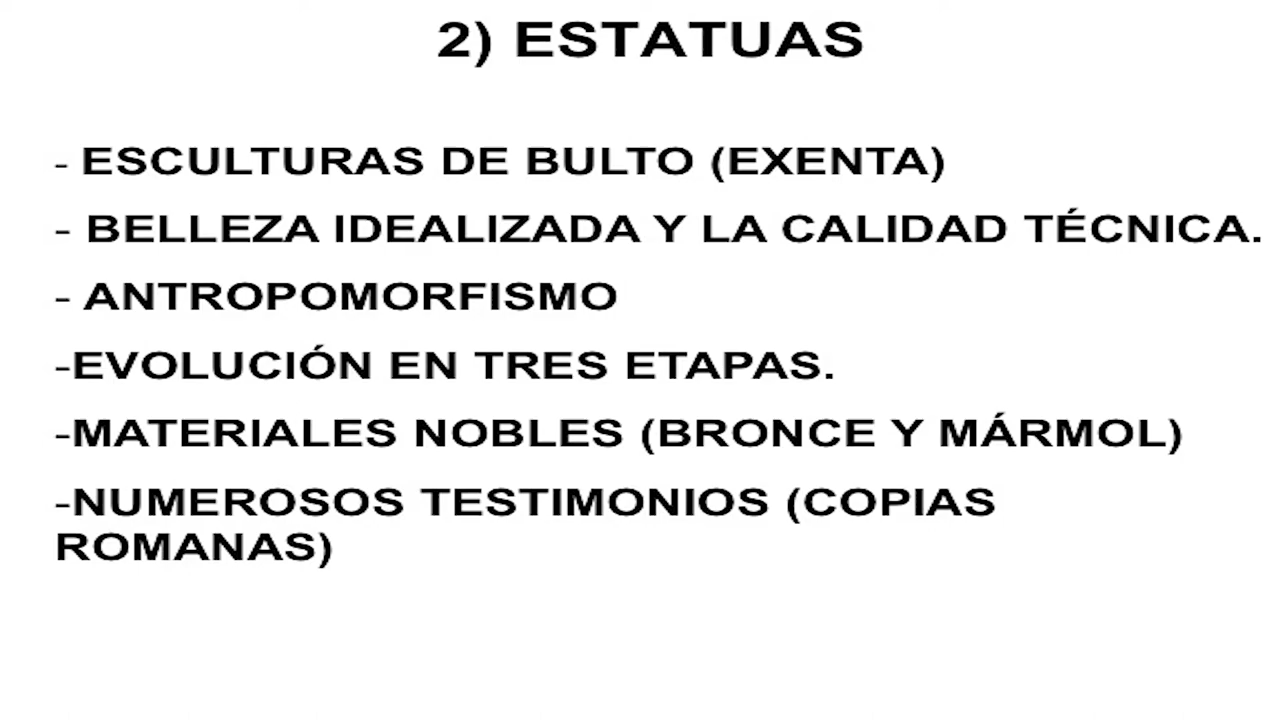 2) ESTATUAS
- ESCULTURAS DE BULTO (EXENTA)
- BELLEZA IDEALIZADA Y LA CALIDAD TÉCNICA.
- ANTROPOMORFISMO
-EVOLUCIÓN EN TRES ETAPAS.
-MATERIALES NOBLES (BRONCE Y MÁRMOL)
-NUMEROSOS TESTIMONIOS (COPIAS
ROMANAS)